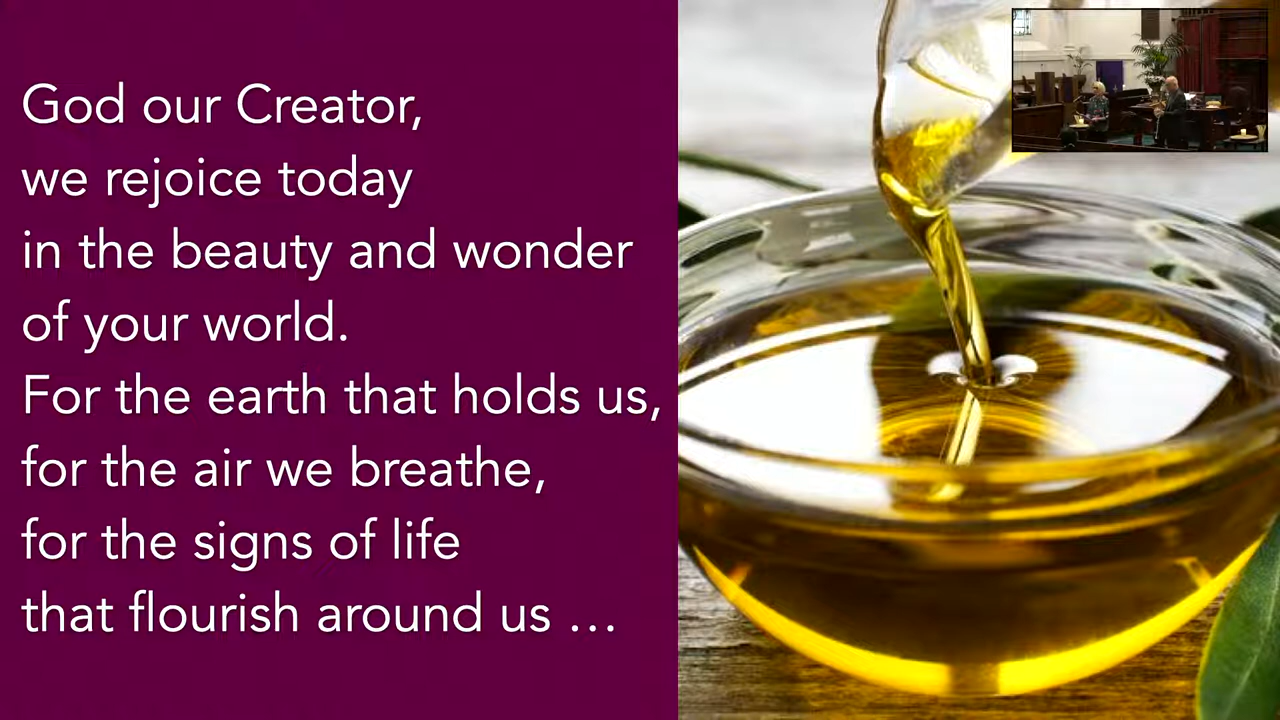 God our Creator,
we rejoice today
in the beauty and wonder
of your world.
For the earth that holds us,
for the air we breathe,
for the signs of life
that flourish around us …